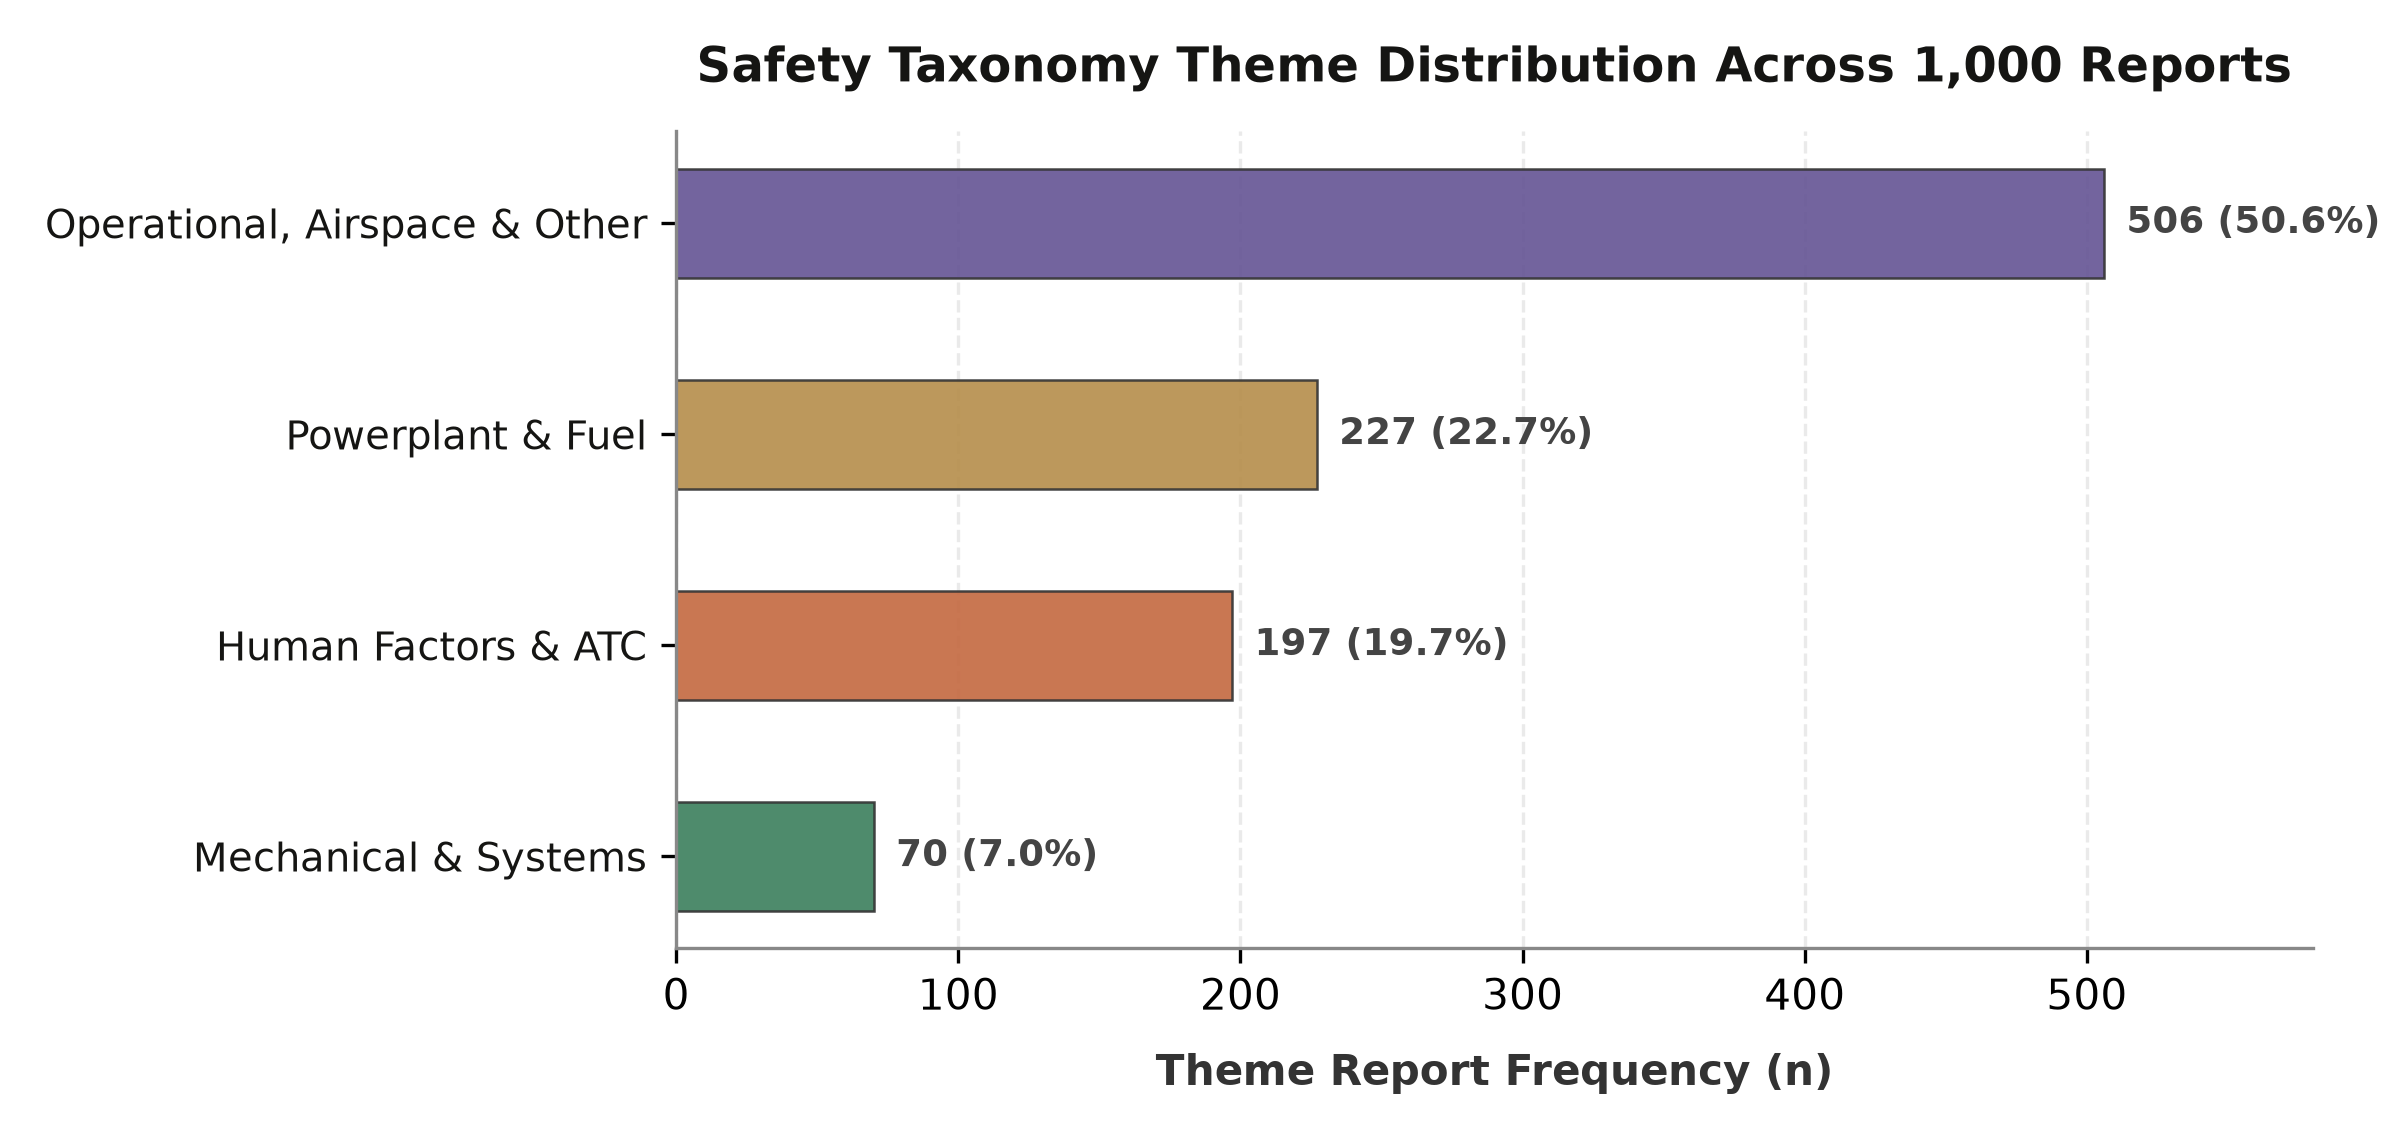 Safety Taxonomy Theme Distribution Across 1,000 Reports
Operational, Airspace & Other
506 (50.6%)
Powerplant & Fuel
227 (22.7%)
Human Factors & ATC
197 (19.7%)
Mechanical & Systems
70 (7.0%)
0 100 200 300 400 500
Theme Report Frequency (n)